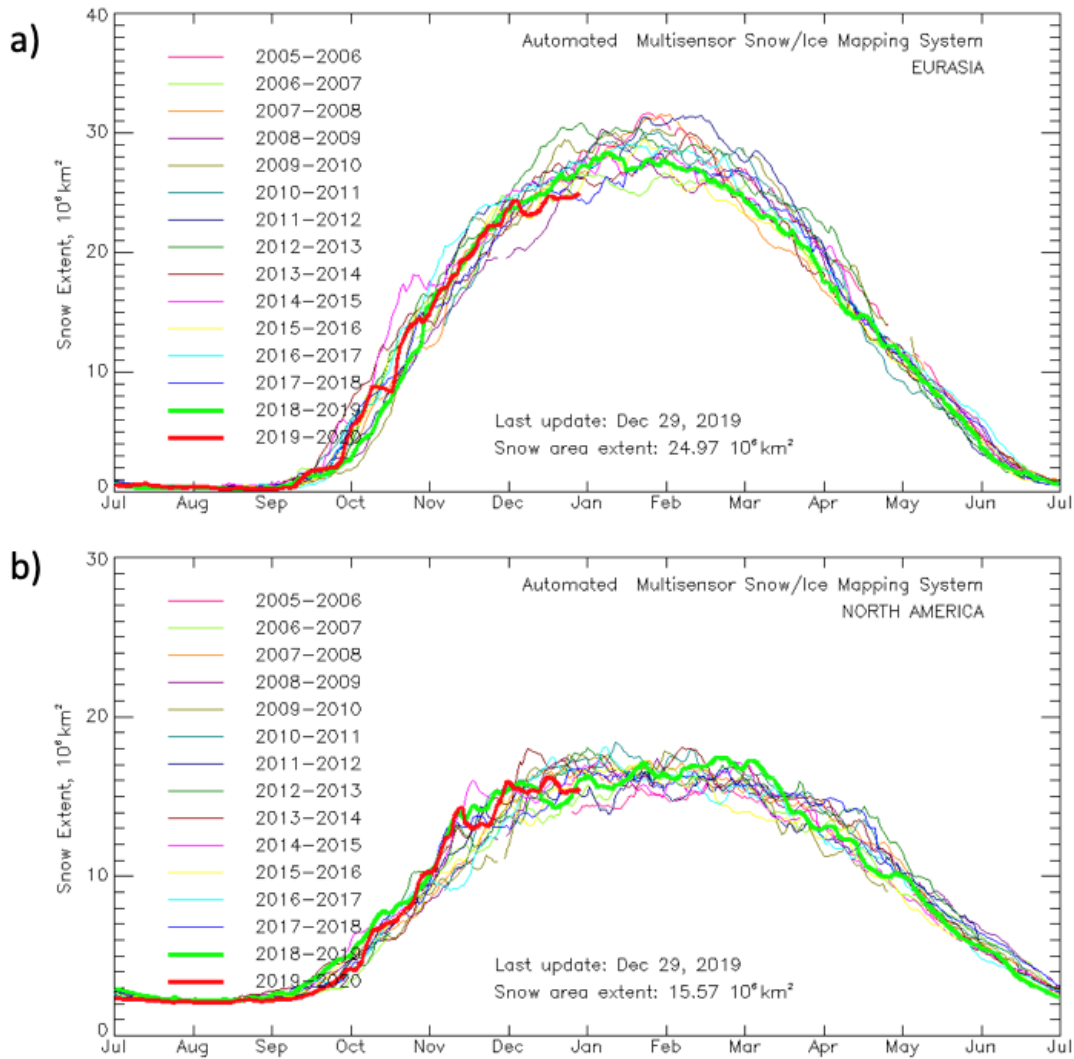 a)
40
Automated Multisensor Snow/Ice Mapping System
EURASIA
2005-2006
2006-2007
2007-2008
2008-2009
2009-2010
2010-2011
2011-2012
2012-2013
2013-2014
2014-2015
2015-2016
2016-2017
2017-2018
2018-2019
2019-2020
30
20
10
0
Snow Extent, 10⁶km²
Last update: Dec 29, 2019
Snow area extent: 24.97 10⁶km²
Jul Aug Sep Oct Nov Dec Jan Feb Mar Apr May Jun Jul
b)
30
Automated Multisensor Snow/Ice Mapping System
NORTH AMERICA
2005-2006
2006-2007
2007-2008
2008-2009
2009-2010
2010-2011
2011-2012
2012-2013
2013-2014
2014-2015
2015-2016
2016-2017
2017-2018
2018-2019
2019-2020
20
10
0
Snow Extent, 10⁶km²
Last update: Dec 29, 2019
Snow area extent: 15.57 10⁶km²
Jul Aug Sep Oct Nov Dec Jan Feb Mar Apr May Jun Jul